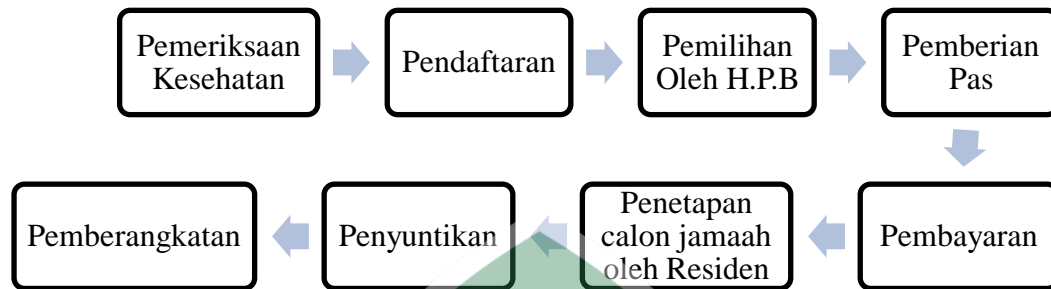 Pemeriksaan
Kesehatan
Pendaftaran
Pemilihan
Oleh H.P.B
Pemberian
Pas
Pembayaran
Penetapan
calon jamaah
oleh Residen
Penyuntikan
Pemberangkatan